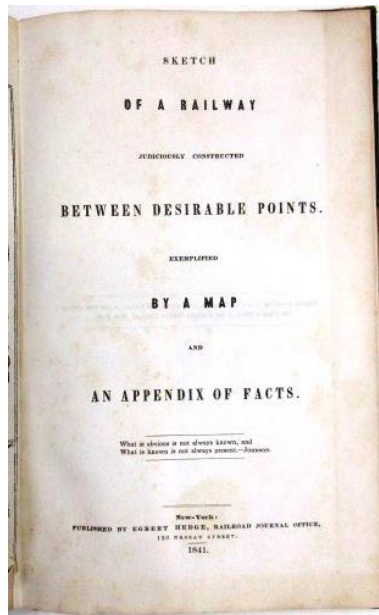 SKETCH
OF A RAILWAY
JUDICIOUSLY CONSTRUCTED
BETWEEN DESIRABLE POINTS.
EXEMPLIFIED
BY A MAP
AND
AN APPENDIX OF FACTS.
What is obvious is not always known, and
What is known is not always present.—Johnson.
New-York:
PUBLISHED BY EGBERT HEDGE, RAILROAD JOURNAL OFFICE,
120 NASSAU STREET.
1841.